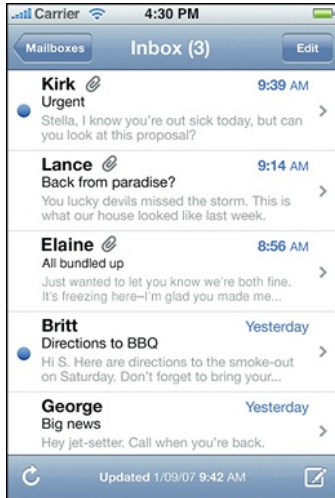 Carrier 4:30 PM
Mailboxes Inbox (3) Edit
Kirk 9:39 AM
Urgent
Stella, I know you're out sick today, but can
you look at this proposal?
Lance 9:14 AM
Back from paradise?
You lucky devils missed the storm. This is
what our house looked like last week.
Elaine 8:56 AM
All bundled up
Just wanted to let you know we're both fine.
It's freezing here–I'm glad you made me...
Britt Yesterday
Directions to BBQ
Hi S. Here are directions to the smoke-out
on Saturday. Don't forget to bring your...
George Yesterday
Big news
Hey jet-setter. Call when you're back.
Updated 1/09/07 9:42 AM